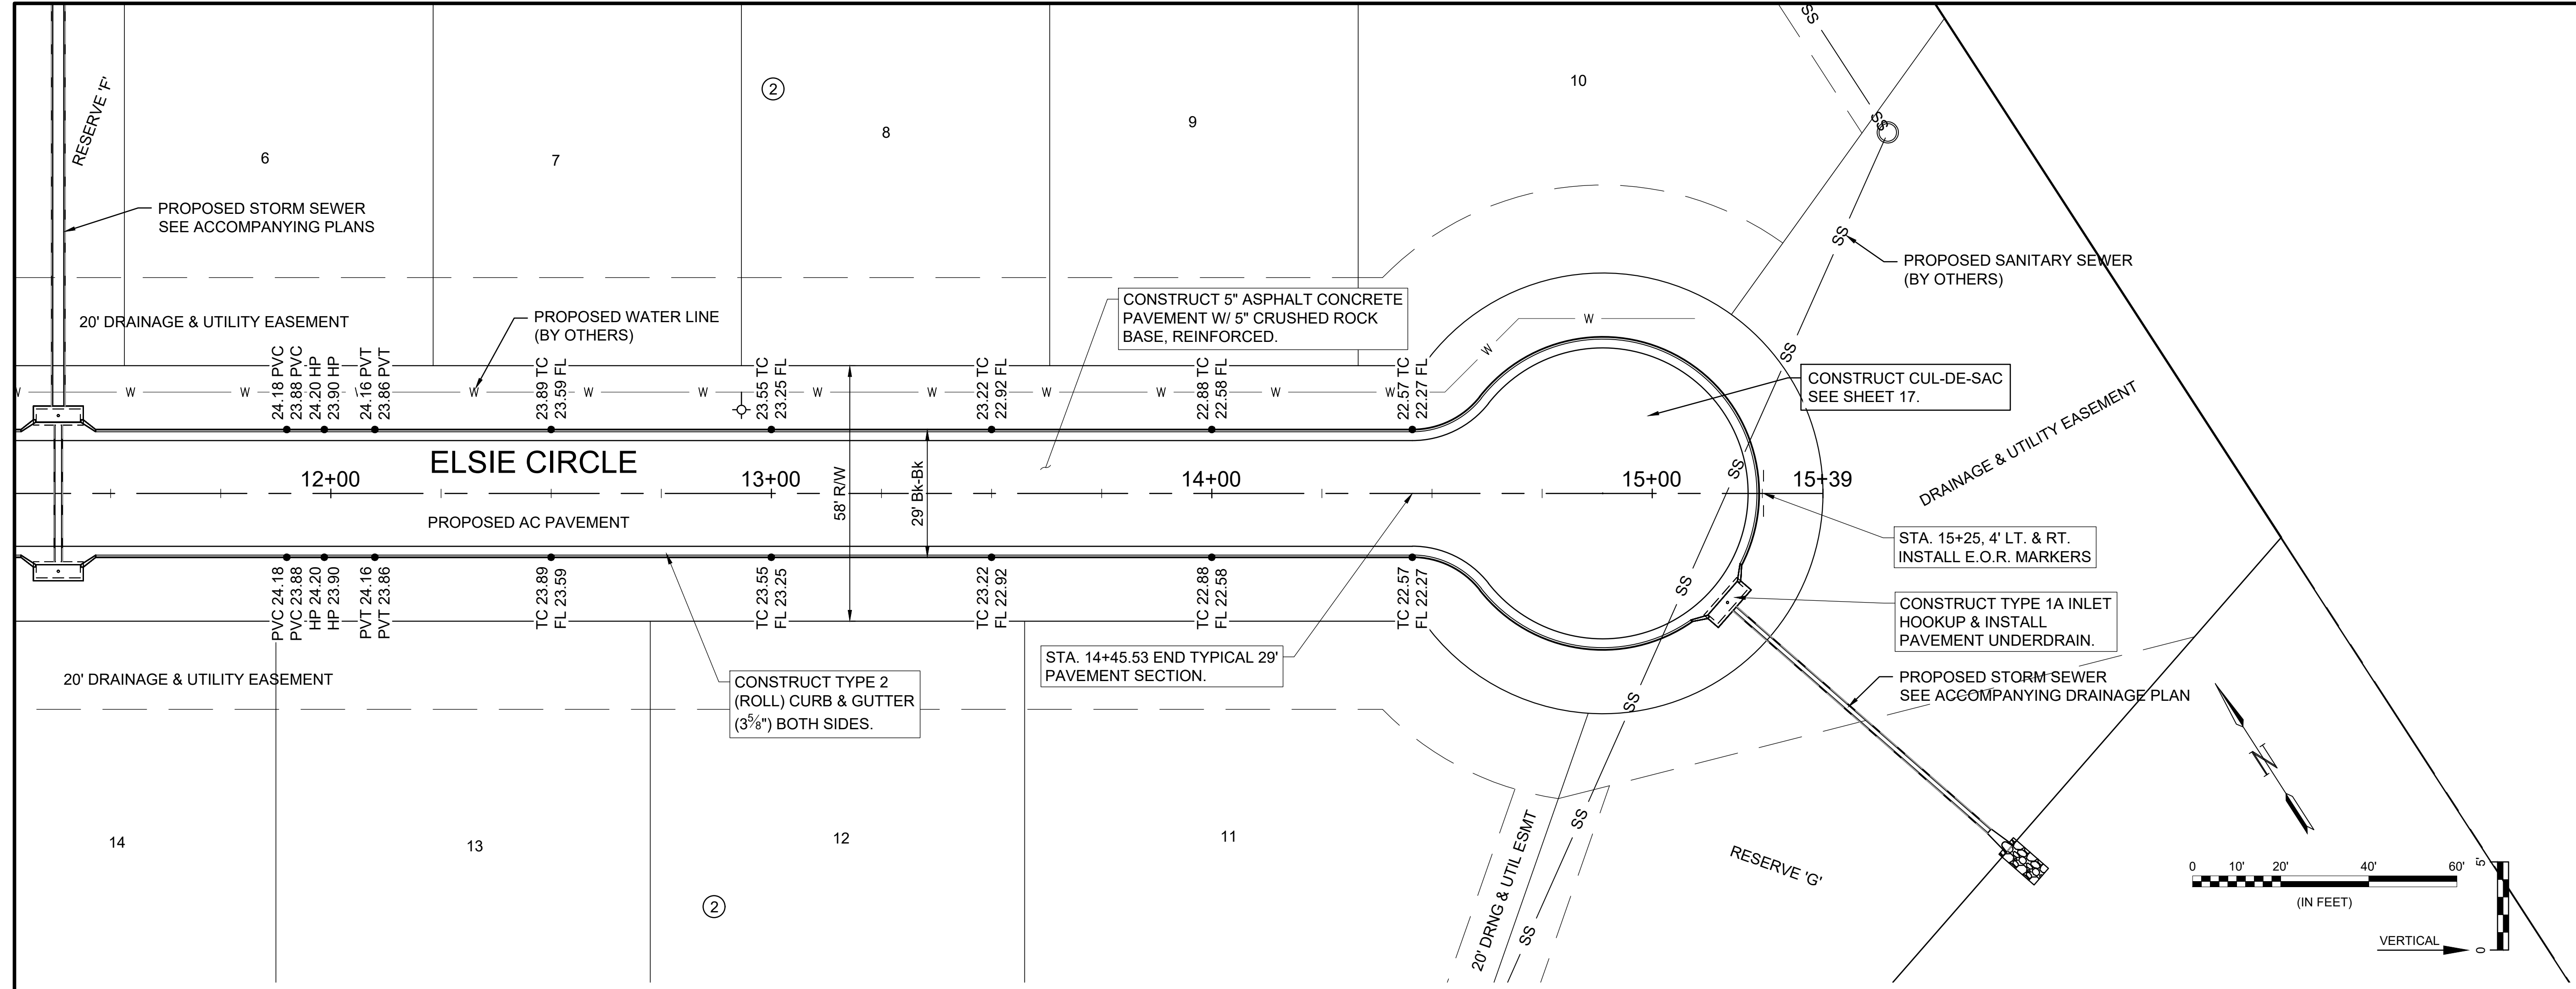 RESERVE 'F'
6
7
2
8
9
10
SS
SS
PROPOSED STORM SEWER
SEE ACCOMPANYING PLANS
SS
PROPOSED SANITARY SEWER
(BY OTHERS)
20' DRAINAGE & UTILITY EASEMENT
PROPOSED WATER LINE
(BY OTHERS)
CONSTRUCT 5" ASPHALT CONCRETE
PAVEMENT W/ 5" CRUSHED ROCK
BASE, REINFORCED.
W
W
SS
24.18 PVC
23.88 PVC
24.20 HP
23.90 HP
24.16 PVT
23.86 PVT
23.89 TC
23.59 FL
23.55 TC
23.25 FL
23.22 TC
22.92 FL
22.88 TC
22.58 FL
22.57 TC
22.27 FL
W
W
W
W
W
W
W
W
W
W
W
W
CONSTRUCT CUL-DE-SAC
SEE SHEET 17.
DRAINAGE & UTILITY EASEMENT
ELSIE CIRCLE
58' R/W
29' Bk-Bk
SS
12+00
13+00
14+00
15+00
15+39
PROPOSED AC PAVEMENT
STA. 15+25, 4' LT. & RT.
INSTALL E.O.R. MARKERS
PVC 24.18
PVC 23.88
HP 24.20
HP 23.90
PVT 24.16
PVT 23.86
TC 23.89
FL 23.59
TC 23.55
FL 23.25
TC 23.22
FL 22.92
TC 22.88
FL 22.58
TC 22.57
FL 22.27
SS
CONSTRUCT TYPE 1A INLET
HOOKUP & INSTALL
PAVEMENT UNDERDRAIN.
20' DRAINAGE & UTILITY EASEMENT
CONSTRUCT TYPE 2
(ROLL) CURB & GUTTER
(3⅝") BOTH SIDES.
STA. 14+45.53 END TYPICAL 29'
PAVEMENT SECTION.
SS
PROPOSED STORM SEWER
SEE ACCOMPANYING DRAINAGE PLAN
N
14
13
12
11
SS
20' DRNG & UTIL ESMT
SS
RESERVE 'G'
2
0 10' 20' 40' 60'
(IN FEET)
5'
0
VERTICAL